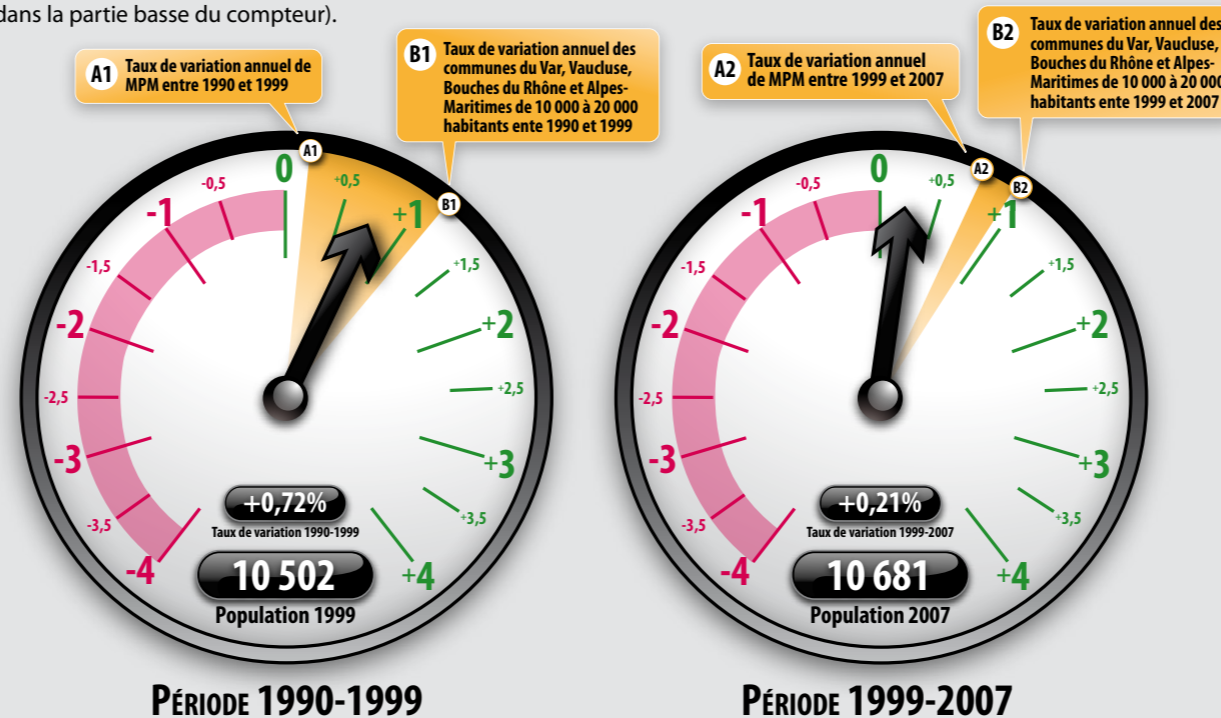 dans la partie basse du compteur).
A1
Taux de variation annuel de
MPM entre 1990 et 1999
B1
Taux de variation annuel des
communes du Var, Vaucluse,
Bouches du Rhône et Alpes-
Maritimes de 10 000 à 20 000
habitants ente 1990 et 1999
A1
B1
0
-0,5
-1
-1,5
-2
-2,5
-3
-3,5
-4
+0,5
+1
+1,5
+2
+2,5
+3
+3,5
+4
+0,72%
Taux de variation 1990-1999
10 502
Population 1999
PÉRIODE 1990-1999
A2
Taux de variation annuel
de MPM entre 1999 et 2007
B2
Taux de variation annuel des
communes du Var, Vaucluse,
Bouches du Rhône et Alpes-
Maritimes de 10 000 à 20 000
habitants ente 1999 et 2007
A2
B2
0
-0,5
-1
-1,5
-2
-2,5
-3
-3,5
-4
+0,5
+1
+1,5
+2
+2,5
+3
+3,5
+4
+0,21%
Taux de variation 1999-2007
10 681
Population 2007
PÉRIODE 1999-2007